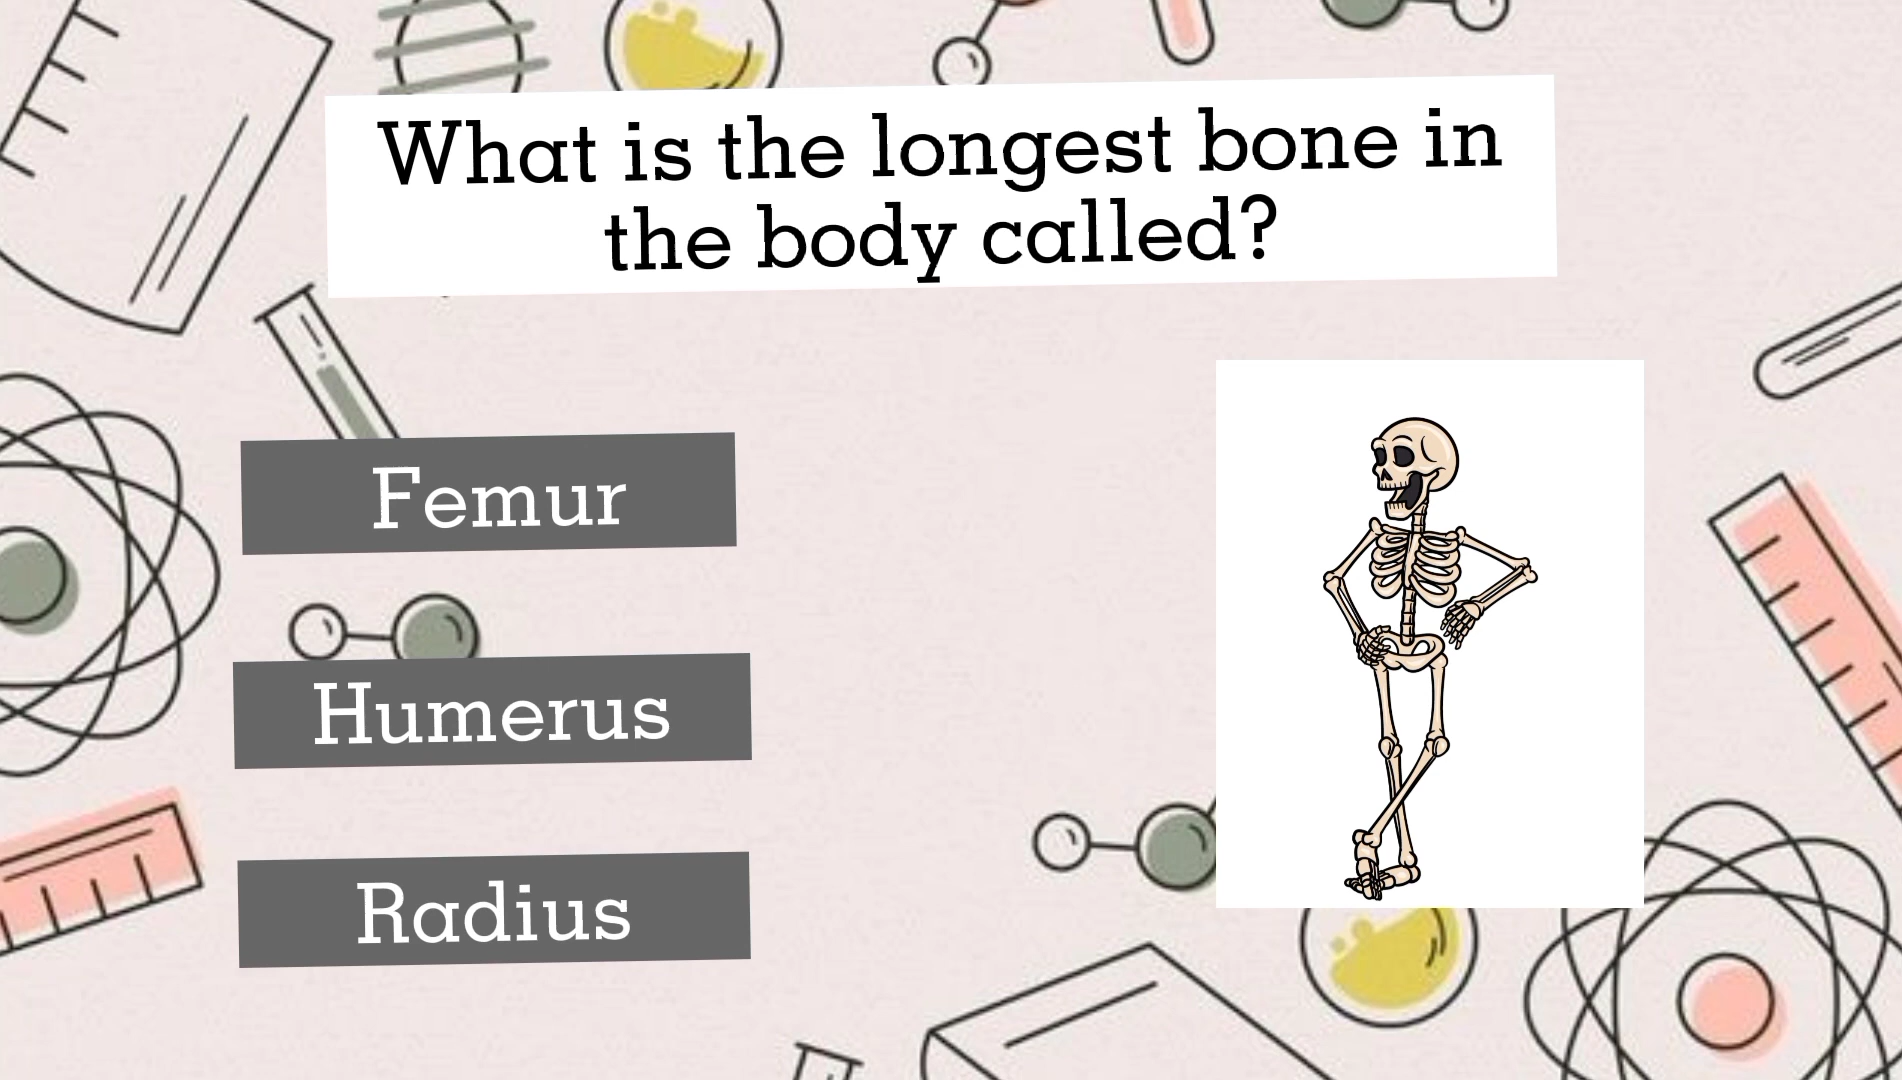 What is the longest bone in
the body called?
Femur
Humerus
Radius